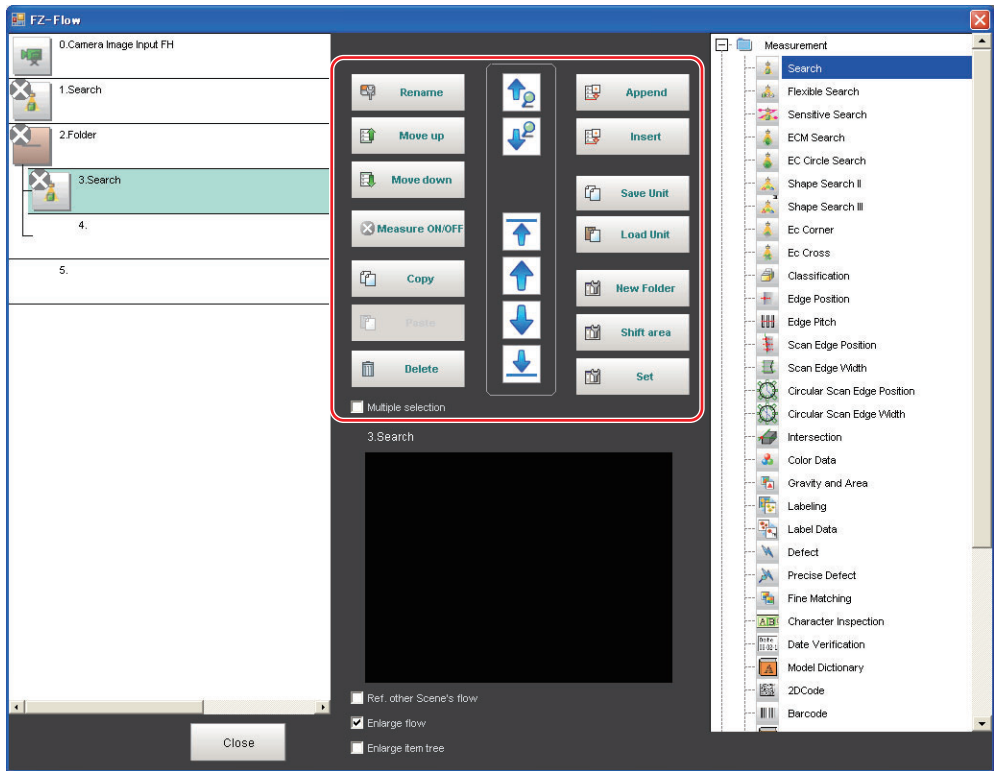 FZ-Flow
0.Camera Image Input FH
1.Search
2.Folder
3.Search
4.
5.
Close
Rename
Move up
Move down
Measure ON/OFF
Copy
Paste
Delete
Multiple selection
Append
Insert
Save Unit
Load Unit
New Folder
Shift area
Set
3.Search
Ref. other Scene's flow
Enlarge flow
Enlarge item tree
Measurement
Search
Flexible Search
Sensitive Search
ECM Search
EC Circle Search
Shape Search II
Shape Search III
Ec Corner
Ec Cross
Classification
Edge Position
Edge Pitch
Scan Edge Position
Scan Edge Width
Circular Scan Edge Position
Circular Scan Edge Width
Intersection
Color Data
Gravity and Area
Labeling
Label Data
Defect
Precise Defect
Fine Matching
Character Inspection
Date Verification
Model Dictionary
2DCode
Barcode